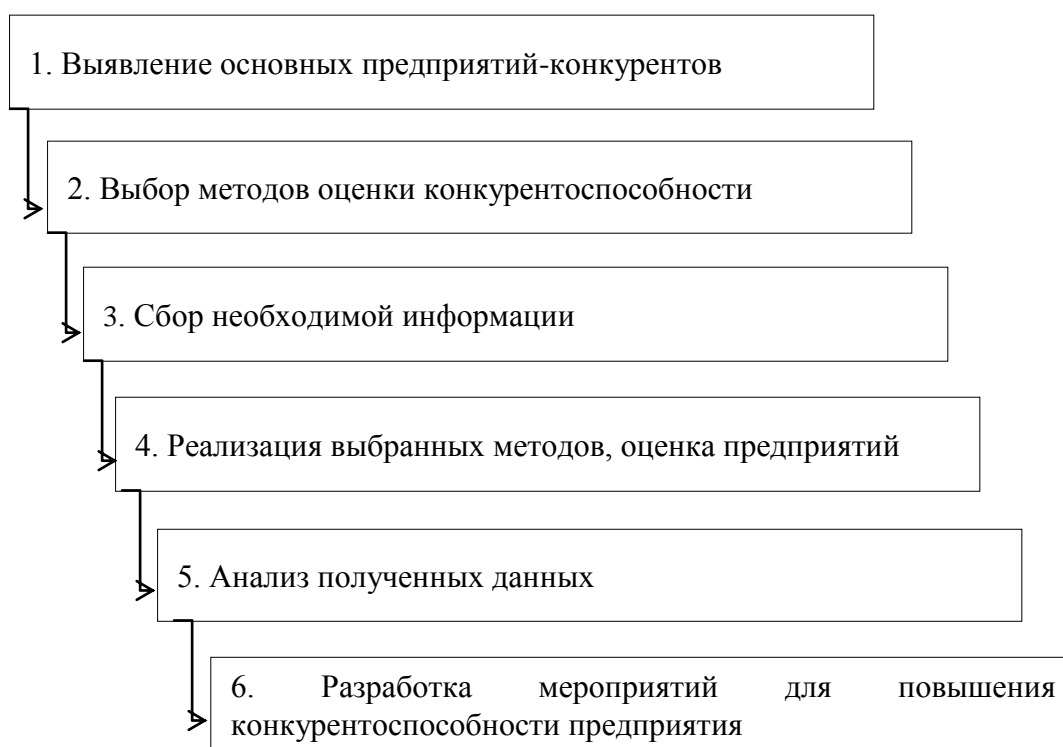 1. Выявление основных предприятий-конкурентов
2. Выбор методов оценки конкурентоспособности
3. Сбор необходимой информации
4. Реализация выбранных методов, оценка предприятий
5. Анализ полученных данных
6. Разработка мероприятий для повышения
конкурентоспособности предприятия